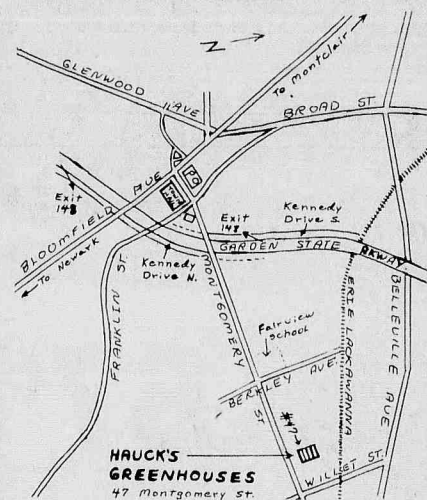 N
To Montclair
GLENWOOD AVE
BROAD ST.
P.O.
Exit 148
BLOOMFIELD AVE
To Newark
Exit 148
Kennedy Drive S.
GARDEN STATE PKWAY
Kennedy Drive N.
FRANKLIN ST.
MONTGOMERY ST
ERIE LACKAWANNA
BELLEVILLE AVE
Fairview School
BERKLEY AVE.
#47
WILLET ST.
HAUCK'S
GREENHOUSES
47 Montgomery St.